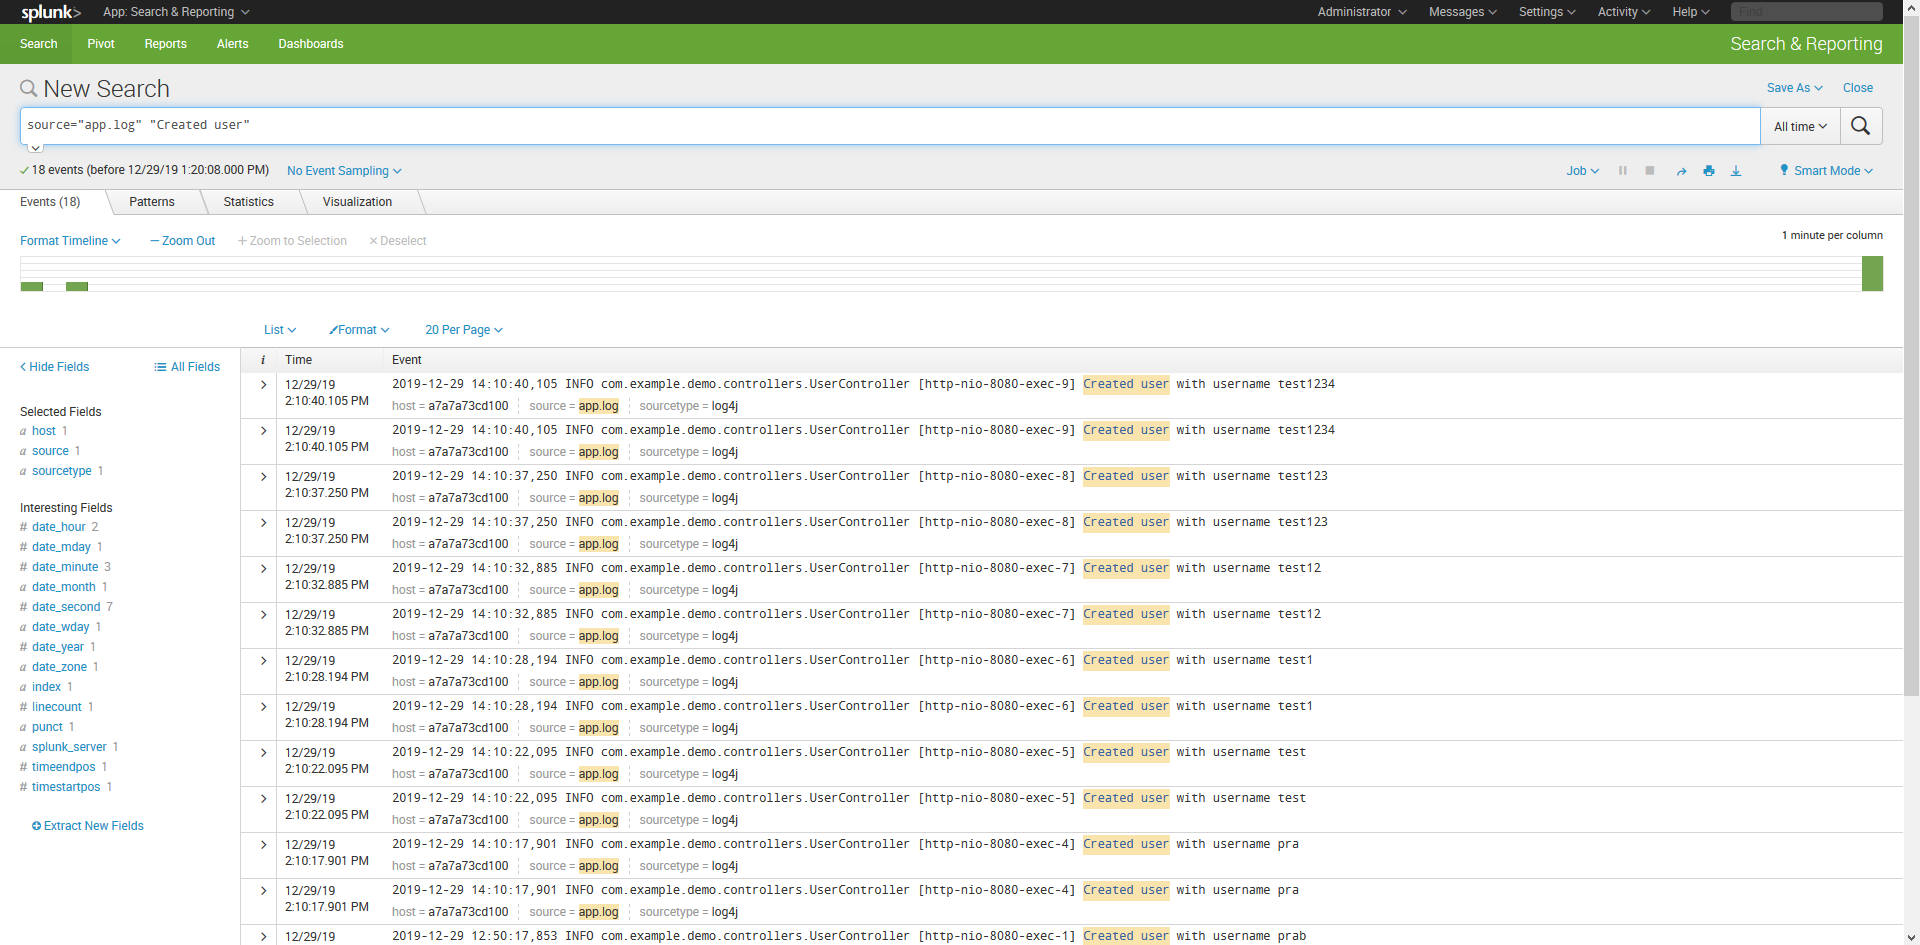 splunk> App: Search & Reporting Administrator Messages Settings Activity Help Find
Search Pivot Reports Alerts Dashboards Search & Reporting
New Search Save As Close
source="app.log" "Created user" All time
18 events (before 12/29/19 1:20:08.000 PM) No Event Sampling Job Smart Mode
Events (18) Patterns Statistics Visualization
Format Timeline Zoom Out Zoom to Selection Deselect 1 minute per column
List Format 20 Per Page
Hide Fields All Fields
Selected Fields
a host 1
a source 1
a sourcetype 1
Interesting Fields
# date_hour 2
# date_mday 1
# date_minute 3
a date_month 1
# date_second 7
a date_wday 1
# date_year 1
a date_zone 1
a index 1
# linecount 1
a punct 1
a splunk_server 1
# timeendpos 1
# timestartpos 1
Extract New Fields
i Time Event
12/29/19 2019-12-29 14:10:40,105 INFO com.example.demo.controllers.UserController [http-nio-8080-exec-9] Created user with username test1234
2:10:40.105 PM host = a7a7a73cd100 source = app.log sourcetype = log4j
12/29/19 2019-12-29 14:10:40,105 INFO com.example.demo.controllers.UserController [http-nio-8080-exec-9] Created user with username test1234
2:10:40.105 PM host = a7a7a73cd100 source = app.log sourcetype = log4j
12/29/19 2019-12-29 14:10:37,250 INFO com.example.demo.controllers.UserController [http-nio-8080-exec-8] Created user with username test123
2:10:37.250 PM host = a7a7a73cd100 source = app.log sourcetype = log4j
12/29/19 2019-12-29 14:10:37,250 INFO com.example.demo.controllers.UserController [http-nio-8080-exec-8] Created user with username test123
2:10:37.250 PM host = a7a7a73cd100 source = app.log sourcetype = log4j
12/29/19 2019-12-29 14:10:32,885 INFO com.example.demo.controllers.UserController [http-nio-8080-exec-7] Created user with username test12
2:10:32.885 PM host = a7a7a73cd100 source = app.log sourcetype = log4j
12/29/19 2019-12-29 14:10:32,885 INFO com.example.demo.controllers.UserController [http-nio-8080-exec-7] Created user with username test12
2:10:32.885 PM host = a7a7a73cd100 source = app.log sourcetype = log4j
12/29/19 2019-12-29 14:10:28,194 INFO com.example.demo.controllers.UserController [http-nio-8080-exec-6] Created user with username test1
2:10:28.194 PM host = a7a7a73cd100 source = app.log sourcetype = log4j
12/29/19 2019-12-29 14:10:28,194 INFO com.example.demo.controllers.UserController [http-nio-8080-exec-6] Created user with username test1
2:10:28.194 PM host = a7a7a73cd100 source = app.log sourcetype = log4j
12/29/19 2019-12-29 14:10:22,095 INFO com.example.demo.controllers.UserController [http-nio-8080-exec-5] Created user with username test
2:10:22.095 PM host = a7a7a73cd100 source = app.log sourcetype = log4j
12/29/19 2019-12-29 14:10:22,095 INFO com.example.demo.controllers.UserController [http-nio-8080-exec-5] Created user with username test
2:10:22.095 PM host = a7a7a73cd100 source = app.log sourcetype = log4j
12/29/19 2019-12-29 14:10:17,901 INFO com.example.demo.controllers.UserController [http-nio-8080-exec-4] Created user with username pra
2:10:17.901 PM host = a7a7a73cd100 source = app.log sourcetype = log4j
12/29/19 2019-12-29 14:10:17,901 INFO com.example.demo.controllers.UserController [http-nio-8080-exec-4] Created user with username pra
2:10:17.901 PM host = a7a7a73cd100 source = app.log sourcetype = log4j
12/29/19 2019-12-29 12:50:17,853 INFO com.example.demo.controllers.UserController [http-nio-8080-exec-1] Created user with username prab